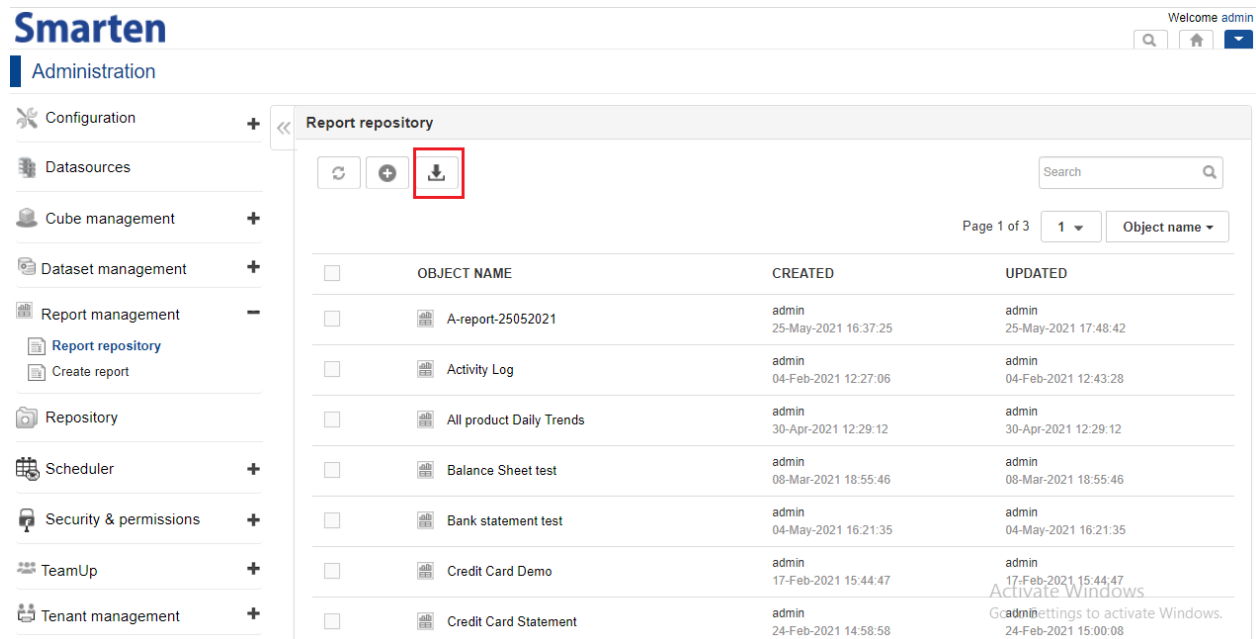 Smarten
Welcome admin
Administration
Configuration
Datasources
Cube management
Dataset management
Report management
Report repository
Create report
Repository
Scheduler
Security & permissions
TeamUp
Tenant management
Report repository
Search
Page 1 of 3
1
Object name
OBJECT NAME CREATED UPDATED
A-report-25052021 admin 25-May-2021 16:37:25 admin 25-May-2021 17:48:42
Activity Log admin 04-Feb-2021 12:27:06 admin 04-Feb-2021 12:43:28
All product Daily Trends admin 30-Apr-2021 12:29:12 admin 30-Apr-2021 12:29:12
Balance Sheet test admin 08-Mar-2021 18:55:46 admin 08-Mar-2021 18:55:46
Bank statement test admin 04-May-2021 16:21:35 admin 04-May-2021 16:21:35
Credit Card Demo admin 17-Feb-2021 15:44:47 admin 17-Feb-2021 15:44:47
Credit Card Statement admin 24-Feb-2021 14:58:58 admin 24-Feb-2021 15:00:08
Activate Windows
Go to Settings to activate Windows.